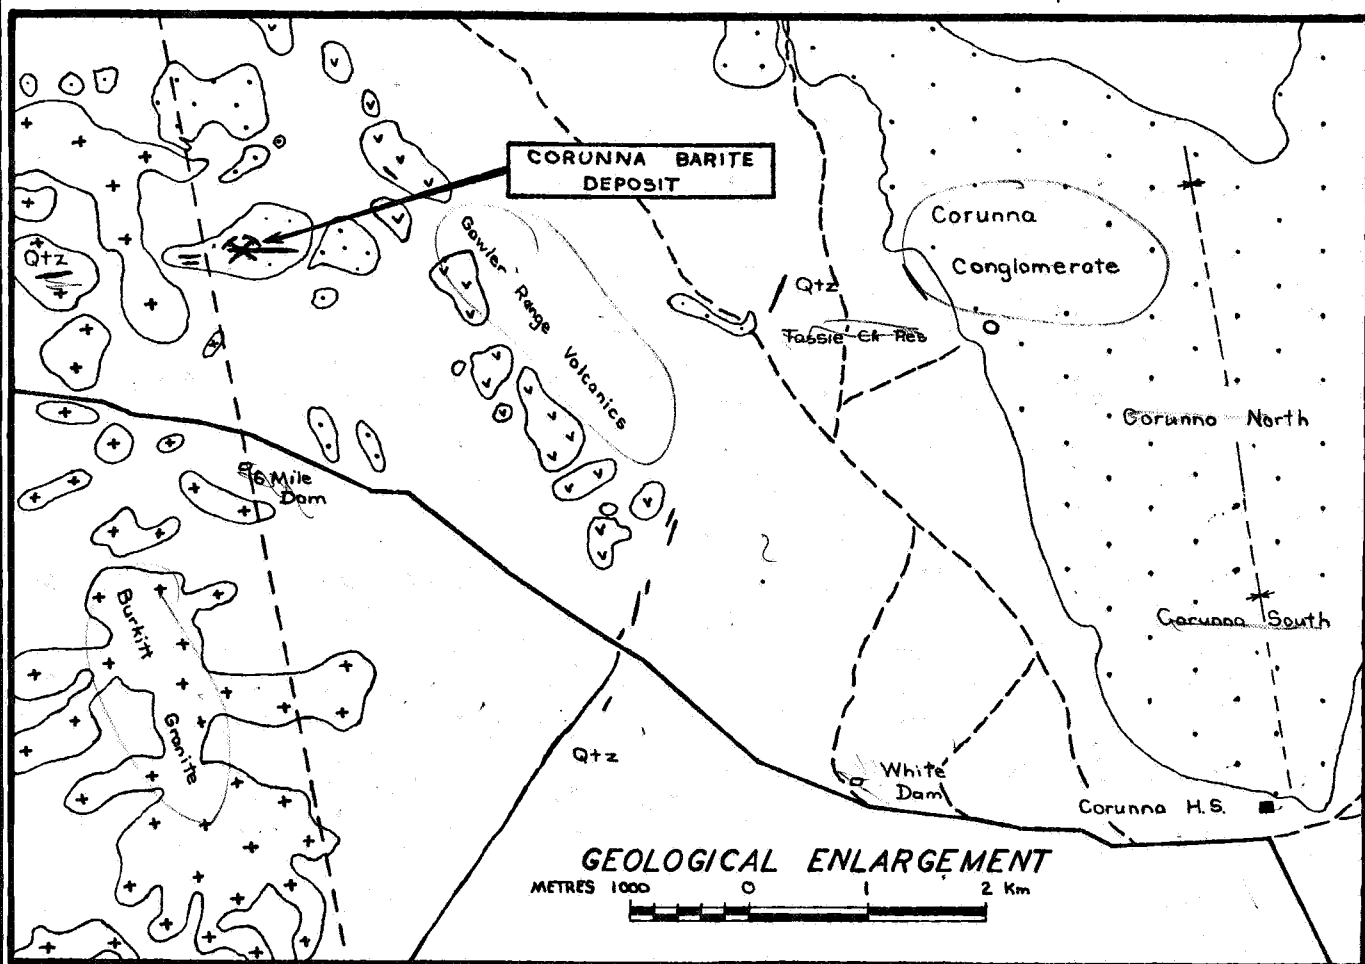 CORUNNA BARITE
DEPOSIT
Corunna
Conglomerate
Gawler Range Volcanics
Qtz
Qtz
Tassie Ck Res
Corunna North
6 Mile
Dam
Burkitt
Granite
Corunna South
Qtz
White
Dam
Corunna H.S.
GEOLOGICAL ENLARGEMENT
METRES 1000 0 1 2 Km